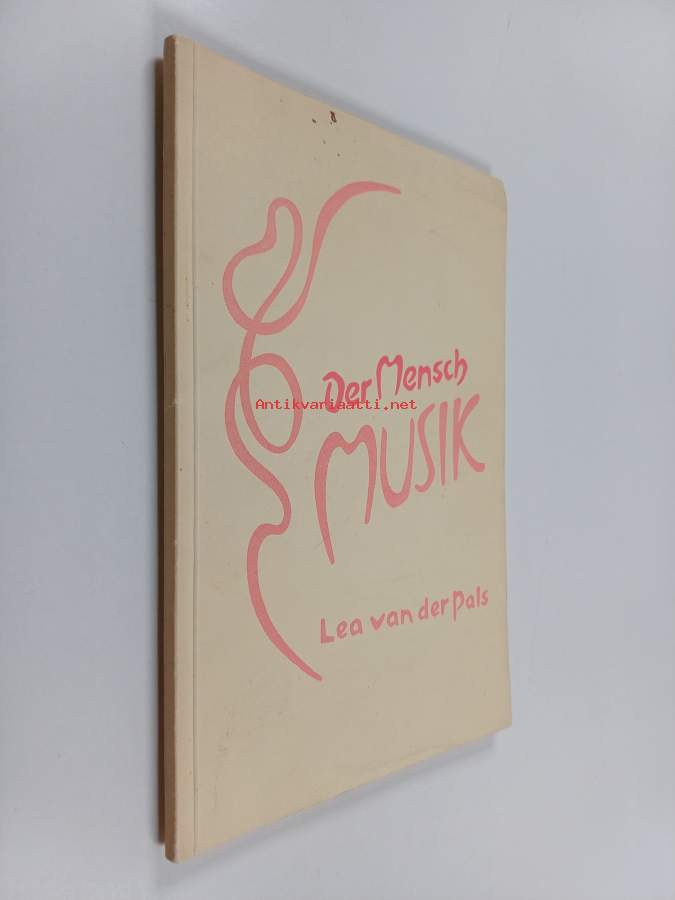 Der Mensch
Antikvariaatti.net
MUSIK
Lea van der Pals